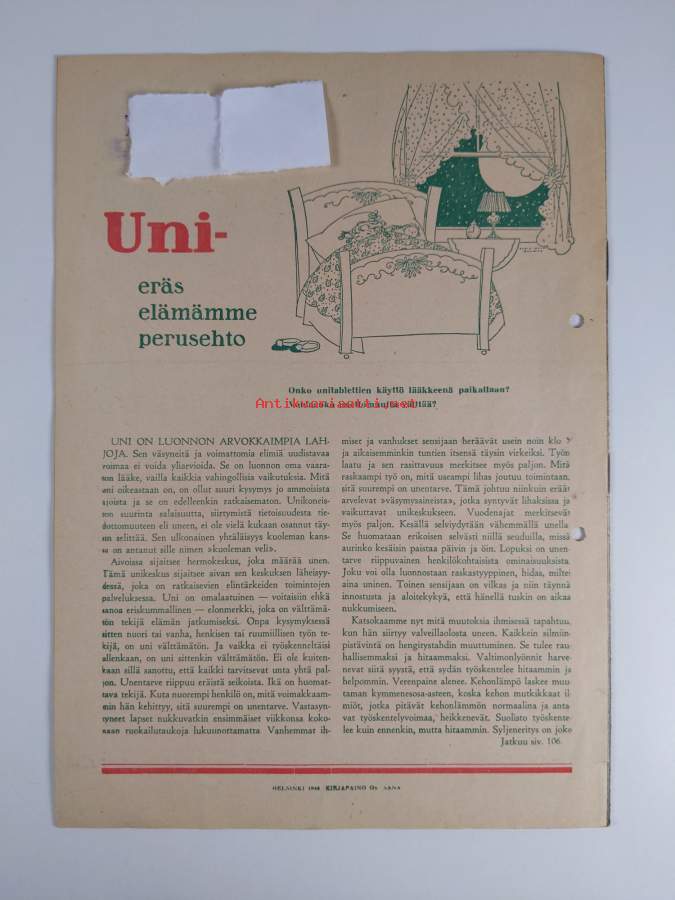 Uni-
eräs
elämämme
perusehto
Onko unitablettien käyttö lääkkeenä paikallaan?
Antikvariaatti.net
UNI ON LUONNON ARVOKKAIMPIA LAH-
JOJA. Sen väsyneitä ja voimattomia elimiä uudistavaa
voimaa ei voida yliarvioida. Se on luonnon oma vaara-
ton lääke, vailla kaikkia vahingollisia vaikutuksia. Mitä
uni oikeastaan on, on ollut suuri kysymys jo ammoisista
ajoista ja se on edelleenkin ratkaisematon. Unikoneis-
ton suurinta salaisuutta, siirtymistä tietoisuudesta tie-
dottomuuteen eli uneen, ei ole vielä kukaan osannut täy-
sin selittää. Sen ulkonainen yhtäläisyys kuoleman kans-
sa on antanut sille nimen »kuoleman veli».
Aivoissa sijaitsee hermokeskus, joka määrää unen.
Tämä unikeskus sijaitsee aivan sen keskuksen läheisyy-
dessä, joka on ratkaisevien elintärkeiden toimintojen
palveluksessa. Uni on omalaatuinen — voitaisiin ehkä
sanoa eriskummallinen — elonmerkki, joka on välttämä-
tön tekijä elämän jatkumiseksi. Onpa kysymyksessä
sitten nuori tai vanha, henkisen tai ruumiillisen työn te-
kijä, on uni välttämätön. Ja vaikka ei työskenneltäisi
ollenkaan, on uni sittenkin välttämätön. Ei ole kuiten-
kaan sillä sanottu, että kaikki tarvitsevat unta yhtä pal-
jon. Unentarve riippuu eräistä seikoista. Ikä on huomat-
tava tekijä. Kuta nuorempi henkilö on, mitä voimakkaam-
min hän kehittyy, sitä suurempi on unentarve. Vastasyn-
tyneet lapset nukkuvatkin ensimmäiset viikkonsa koko-
naan ruokailutaukoja lukuunottamatta Vanhemmat ih-
miset ja vanhukset sensijaan heräävät usein noin klo 5
ja aikaisemminkin tuntien itsensä täysin virkeiksi. Työn
laatu ja sen rasittavuus merkitsee myös paljon. Mitä
raskaampi työ on, mitä useampi lihas joutuu toimintaan,
sitä suurempi on unentarve. Tämä johtuu niinkuin eräät
arvelevat »väsymysaineista», jotka syntyvät lihaksissa ja
vaikuttavat unikeskukseen. Vuodenajat merkitsevät
myös paljon. Kesällä selviydytään vähemmällä unella
Se huomataan erikoisen selvästi niillä seuduilla, missä
aurinko kesäisin paistaa päivin ja öin. Lopuksi on unen-
tarve riippuvainen henkilökohtaisista ominaisuuksista.
Joku voi olla luonnostaan raskastyyppinen, hidas, miltei
aina uninen. Toinen sensijaan on vilkas ja niin täynnä
innostusta ja aloitekykyä, että hänellä tuskin on aikaa
nukkumiseen.
Katsokaamme nyt mitä muutoksia ihmisessä tapahtuu,
kun hän siirtyy valveillaolosta uneen. Kaikkein silmiin-
pistävintä on hengitystahdin muuttuminen. Se tulee rau-
hallisemmaksi ja hitaammaksi. Valtimonlyönnit harve-
nevat siitä syystä, että sydän työskentelee hitaammin ja
helpommin. Verenpaine alenee. Kehonlämpö laskee muu-
taman kymmenesosa-asteen, koska kehon mutkikkaat il-
miöt, jotka pitävät kehonlämmön normaalina ja anta-
vat työskentelyvoimaa, heikkenevät. Suolisto työskente-
lee kuin ennenkin, mutta hitaammin. Syljeneritys on joko
Jatkuu siv. 106.
HELSINKI 1948 KIRJAPAINO Oy. SANA